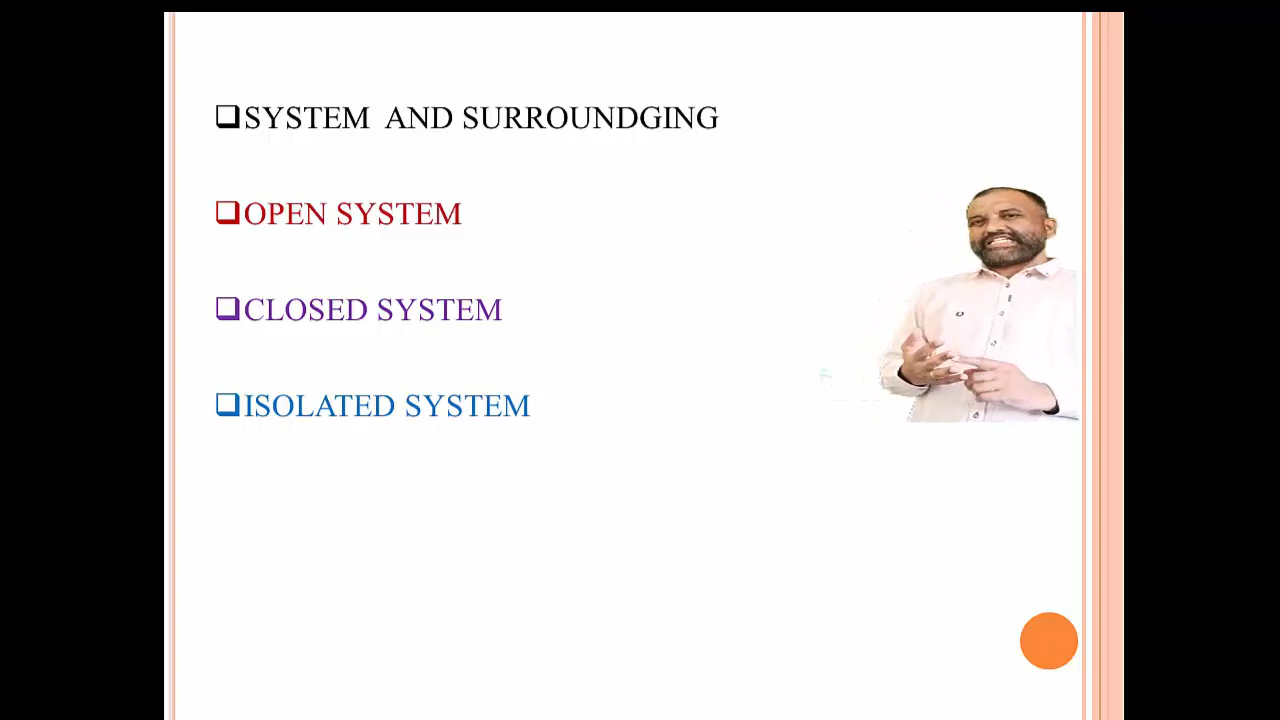 SYSTEM AND SURROUNDGING
OPEN SYSTEM
CLOSED SYSTEM
ISOLATED SYSTEM